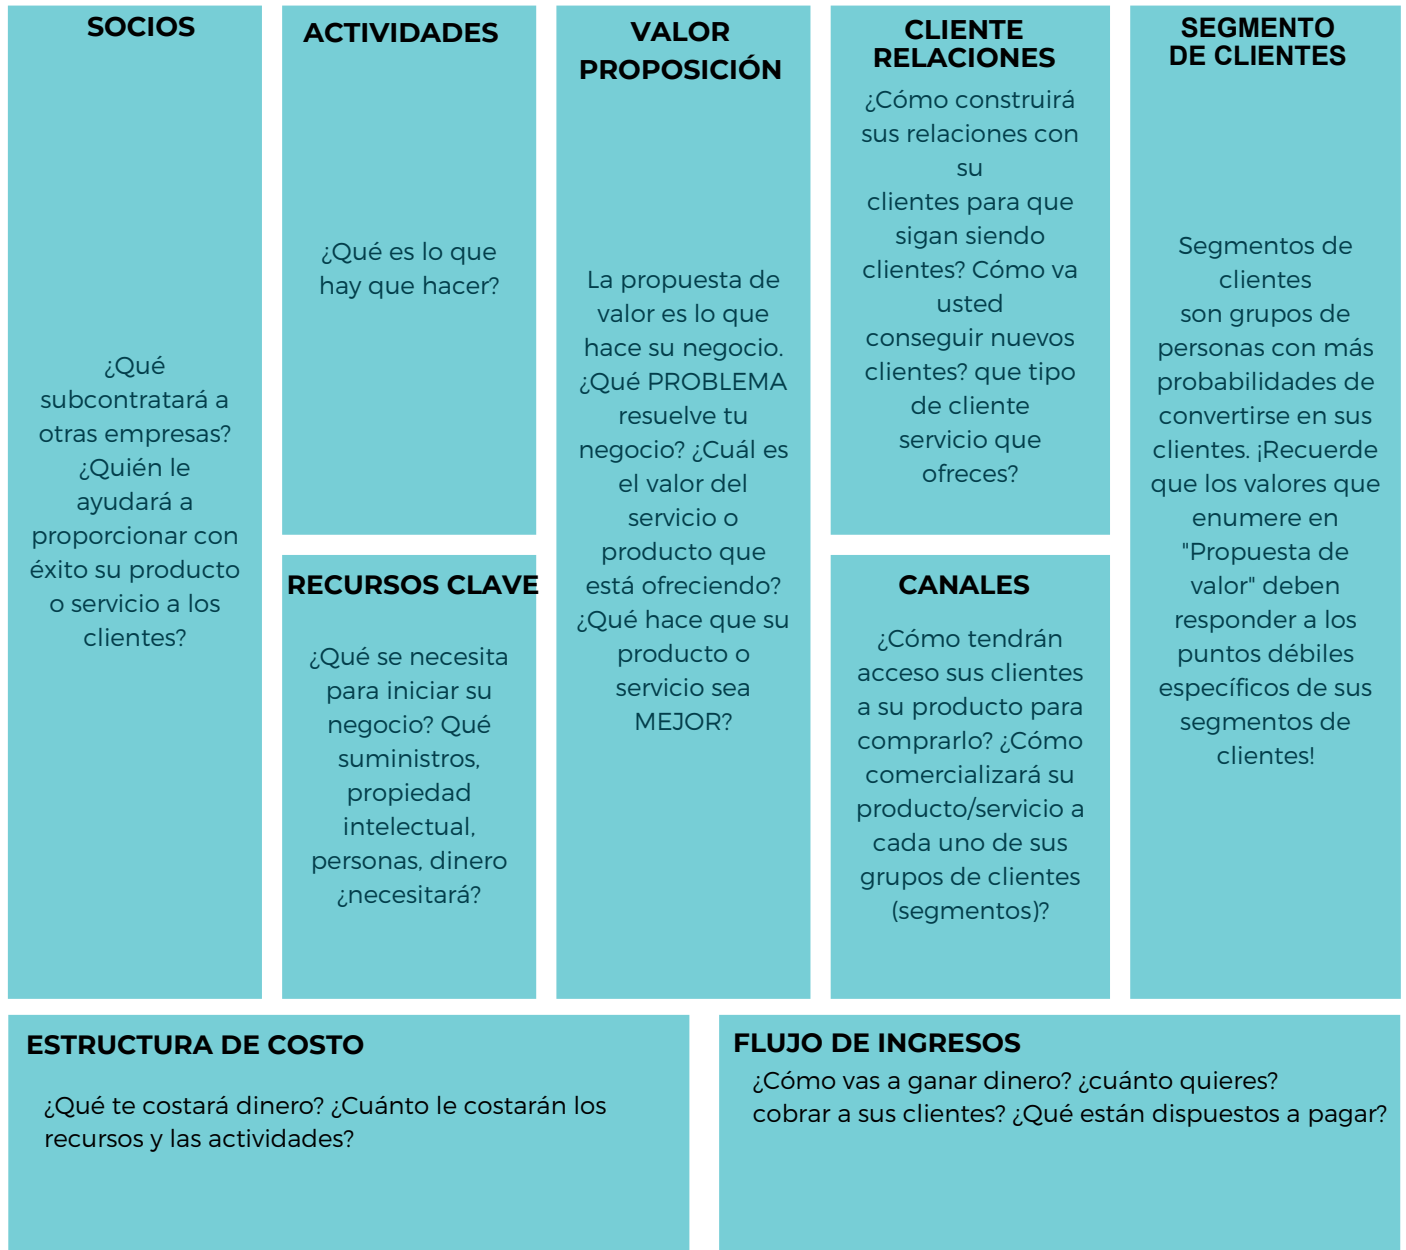 SOCIOS
¿Qué
subcontratará a
otras empresas?
¿Quién le
ayudará a
proporcionar con
éxito su producto
o servicio a los
clientes?
ACTIVIDADES
¿Qué es lo que
hay que hacer?
RECURSOS CLAVE
¿Qué se necesita
para iniciar su
negocio? Qué
suministros,
propiedad
intelectual,
personas, dinero
¿necesitará?
VALOR
PROPOSICIÓN
La propuesta de
valor es lo que
hace su negocio.
¿Qué PROBLEMA
resuelve tu
negocio? ¿Cuál es
el valor del
servicio o
producto que
está ofreciendo?
¿Qué hace que su
producto o
servicio sea
MEJOR?
CLIENTE
RELACIONES
¿Cómo construirá
sus relaciones con
su
clientes para que
sigan siendo
clientes? Cómo va
usted
conseguir nuevos
clientes? que tipo
de cliente
servicio que
ofreces?
CANALES
¿Cómo tendrán
acceso sus clientes
a su producto para
comprarlo? ¿Cómo
comercializará su
producto/servicio a
cada uno de sus
grupos de clientes
(segmentos)?
SEGMENTO
DE CLIENTES
Segmentos de
clientes
son grupos de
personas con más
probabilidades de
convertirse en sus
clientes. ¡Recuerde
que los valores que
enumere en
"Propuesta de
valor" deben
responder a los
puntos débiles
específicos de sus
segmentos de
clientes!
ESTRUCTURA DE COSTO
¿Qué te costará dinero? ¿Cuánto le costarán los
recursos y las actividades?
FLUJO DE INGRESOS
¿Cómo vas a ganar dinero? ¿cuánto quieres?
cobrar a sus clientes? ¿Qué están dispuestos a pagar?